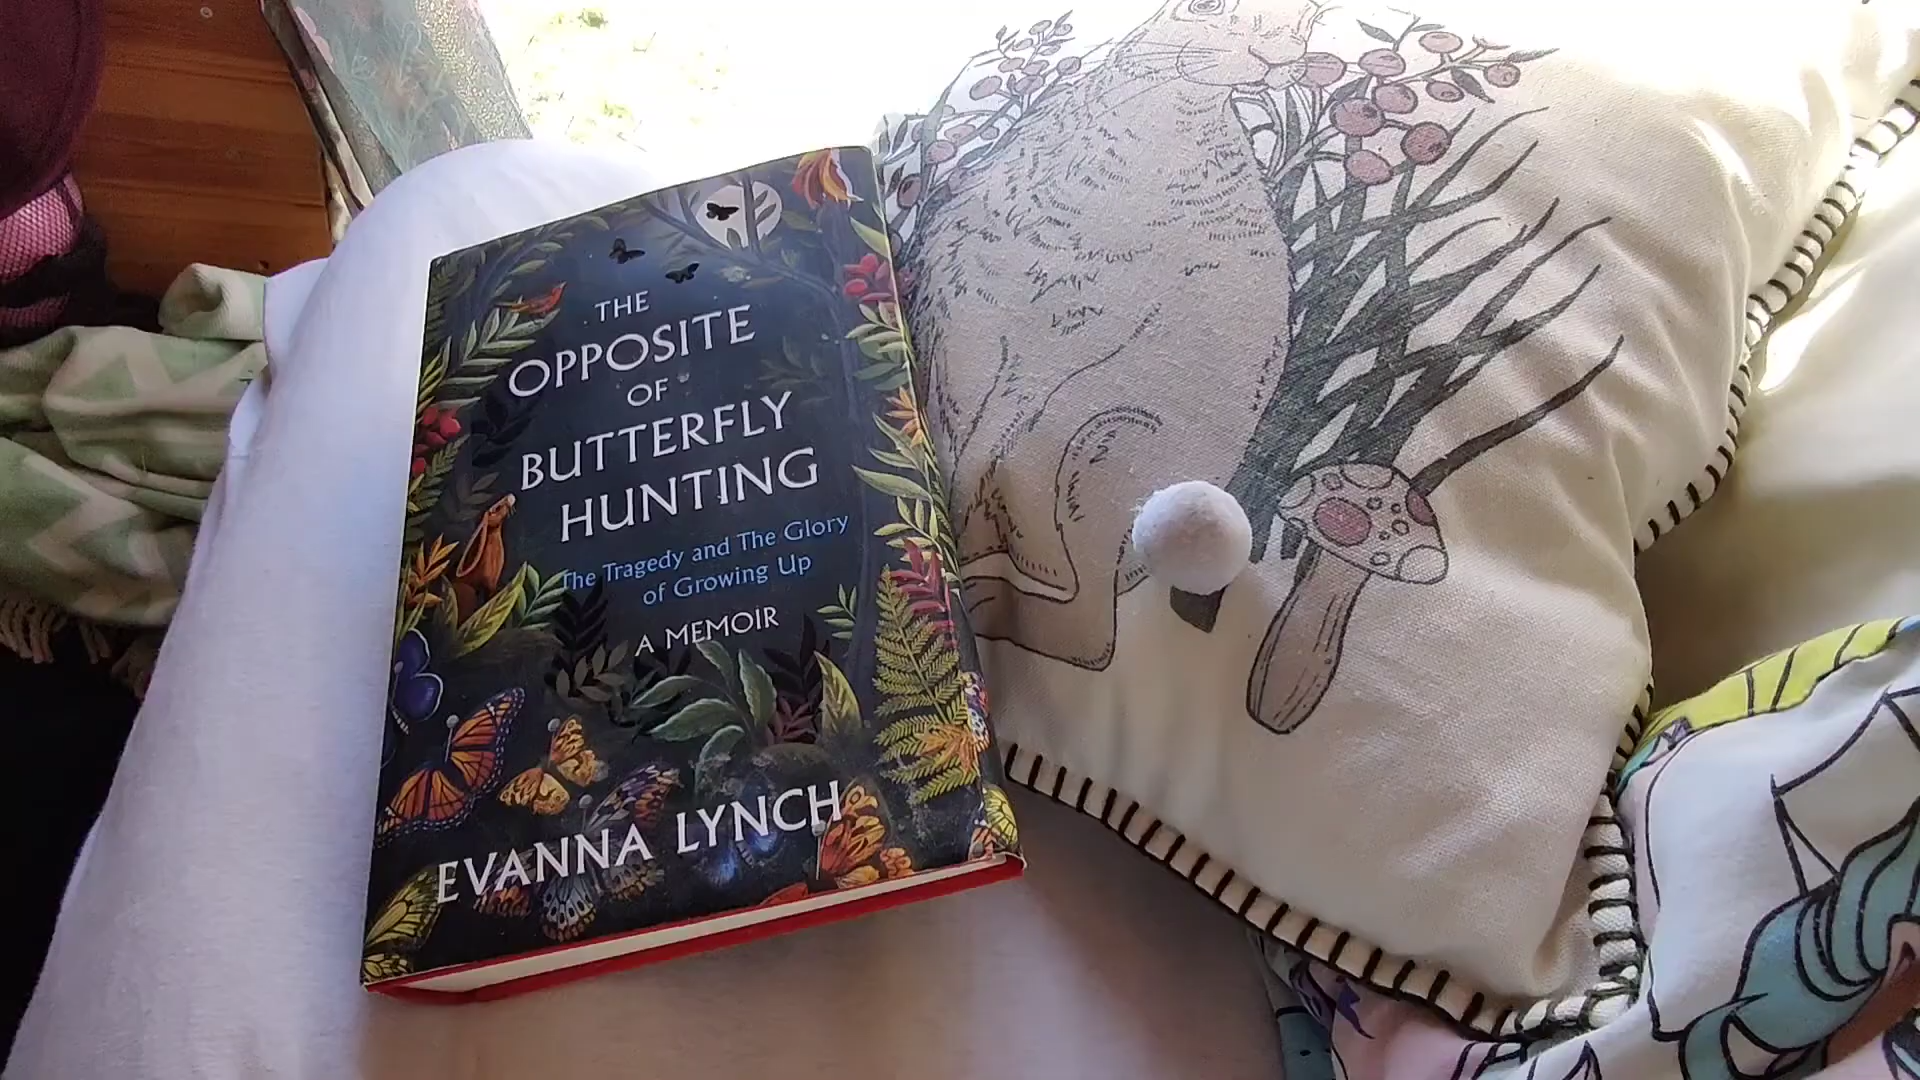 THE
OPPOSITE
OF
BUTTERFLY
HUNTING
The Tragedy and The Glory
of Growing Up
A MEMOIR
EVANNA LYNCH